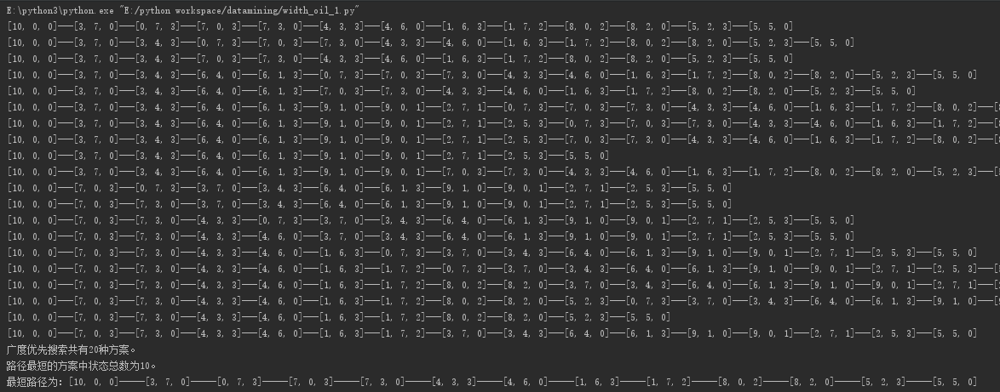 E:\python3\python.exe "E:/python workspace/datamining/width_oil_1.py"
[10, 0, 0]——[3, 7, 0]——[0, 7, 3]——[7, 0, 3]——[7, 3, 0]——[4, 3, 3]——[4, 6, 0]——[1, 6, 3]——[1, 7, 2]——[8, 0, 2]——[8, 2, 0]——[5, 2, 3]——[5, 5, 0]
[10, 0, 0]——[3, 7, 0]——[3, 4, 3]——[0, 7, 3]——[7, 0, 3]——[7, 3, 0]——[4, 3, 3]——[4, 6, 0]——[1, 6, 3]——[1, 7, 2]——[8, 0, 2]——[8, 2, 0]——[5, 2, 3]——[5, 5, 0]
[10, 0, 0]——[3, 7, 0]——[3, 4, 3]——[7, 0, 3]——[7, 3, 0]——[4, 3, 3]——[4, 6, 0]——[1, 6, 3]——[1, 7, 2]——[8, 0, 2]——[8, 2, 0]——[5, 2, 3]——[5, 5, 0]
[10, 0, 0]——[3, 7, 0]——[3, 4, 3]——[6, 4, 0]——[6, 1, 3]——[0, 7, 3]——[7, 0, 3]——[7, 3, 0]——[4, 3, 3]——[4, 6, 0]——[1, 6, 3]——[1, 7, 2]——[8, 0, 2]——[8, 2, 0]——[5, 2, 3]——[5, 5, 0]
[10, 0, 0]——[3, 7, 0]——[3, 4, 3]——[6, 4, 0]——[6, 1, 3]——[7, 0, 3]——[7, 3, 0]——[4, 3, 3]——[4, 6, 0]——[1, 6, 3]——[1, 7, 2]——[8, 0, 2]——[8, 2, 0]——[5, 2, 3]——[5, 5, 0]
[10, 0, 0]——[3, 7, 0]——[3, 4, 3]——[6, 4, 0]——[6, 1, 3]——[9, 1, 0]——[9, 0, 1]——[2, 7, 1]——[0, 7, 3]——[7, 0, 3]——[7, 3, 0]——[4, 3, 3]——[4, 6, 0]——[1, 6, 3]——[1, 7, 2]——[8
[10, 0, 0]——[3, 7, 0]——[3, 4, 3]——[6, 4, 0]——[6, 1, 3]——[9, 1, 0]——[9, 0, 1]——[2, 7, 1]——[2, 5, 3]——[0, 7, 3]——[7, 0, 3]——[7, 3, 0]——[4, 3, 3]——[4, 6, 0]——[1, 6, 3]——[1, 7, 2]——
[10, 0, 0]——[3, 7, 0]——[3, 4, 3]——[6, 4, 0]——[6, 1, 3]——[9, 1, 0]——[9, 0, 1]——[2, 7, 1]——[2, 5, 3]——[7, 0, 3]——[7, 3, 0]——[4, 3, 3]——[4, 6, 0]——[1, 6, 3]——[1, 7, 2]——[8, 0, 2]——
[10, 0, 0]——[3, 7, 0]——[3, 4, 3]——[6, 4, 0]——[6, 1, 3]——[9, 1, 0]——[9, 0, 1]——[2, 7, 1]——[2, 5, 3]——[5, 5, 0]
[10, 0, 0]——[3, 7, 0]——[3, 4, 3]——[6, 4, 0]——[6, 1, 3]——[9, 1, 0]——[9, 0, 1]——[7, 0, 3]——[7, 3, 0]——[4, 3, 3]——[4, 6, 0]——[1, 6, 3]——[1, 7, 2]——[8, 0, 2]——[8, 2, 0]——[5, 2, 3]——
[10, 0, 0]——[7, 0, 3]——[0, 7, 3]——[3, 7, 0]——[3, 4, 3]——[6, 4, 0]——[6, 1, 3]——[9, 1, 0]——[9, 0, 1]——[2, 7, 1]——[2, 5, 3]——[5, 5, 0]
[10, 0, 0]——[7, 0, 3]——[7, 3, 0]——[3, 7, 0]——[3, 4, 3]——[6, 4, 0]——[6, 1, 3]——[9, 1, 0]——[9, 0, 1]——[2, 7, 1]——[2, 5, 3]——[5, 5, 0]
[10, 0, 0]——[7, 0, 3]——[7, 3, 0]——[4, 3, 3]——[0, 7, 3]——[3, 7, 0]——[3, 4, 3]——[6, 4, 0]——[6, 1, 3]——[9, 1, 0]——[9, 0, 1]——[2, 7, 1]——[2, 5, 3]——[5, 5, 0]
[10, 0, 0]——[7, 0, 3]——[7, 3, 0]——[4, 3, 3]——[4, 6, 0]——[3, 7, 0]——[3, 4, 3]——[6, 4, 0]——[6, 1, 3]——[9, 1, 0]——[9, 0, 1]——[2, 7, 1]——[2, 5, 3]——[5, 5, 0]
[10, 0, 0]——[7, 0, 3]——[7, 3, 0]——[4, 3, 3]——[4, 6, 0]——[1, 6, 3]——[0, 7, 3]——[3, 7, 0]——[3, 4, 3]——[6, 4, 0]——[6, 1, 3]——[9, 1, 0]——[9, 0, 1]——[2, 7, 1]——[2, 5, 3]——[5, 5, 0]
[10, 0, 0]——[7, 0, 3]——[7, 3, 0]——[4, 3, 3]——[4, 6, 0]——[1, 6, 3]——[1, 7, 2]——[0, 7, 3]——[3, 7, 0]——[3, 4, 3]——[6, 4, 0]——[6, 1, 3]——[9, 1, 0]——[9, 0, 1]——[2, 7, 1]——[2, 5, 3]——
[10, 0, 0]——[7, 0, 3]——[7, 3, 0]——[4, 3, 3]——[4, 6, 0]——[1, 6, 3]——[1, 7, 2]——[8, 0, 2]——[8, 2, 0]——[3, 7, 0]——[3, 4, 3]——[6, 4, 0]——[6, 1, 3]——[9, 1, 0]——[9, 0, 1]——[2, 7, 1]——
[10, 0, 0]——[7, 0, 3]——[7, 3, 0]——[4, 3, 3]——[4, 6, 0]——[1, 6, 3]——[1, 7, 2]——[8, 0, 2]——[8, 2, 0]——[5, 2, 3]——[0, 7, 3]——[3, 7, 0]——[3, 4, 3]——[6, 4, 0]——[6, 1, 3]——[9, 1, 0]——
[10, 0, 0]——[7, 0, 3]——[7, 3, 0]——[4, 3, 3]——[4, 6, 0]——[1, 6, 3]——[1, 7, 2]——[8, 0, 2]——[8, 2, 0]——[5, 2, 3]——[5, 5, 0]
[10, 0, 0]——[7, 0, 3]——[7, 3, 0]——[4, 3, 3]——[4, 6, 0]——[1, 6, 3]——[1, 7, 2]——[3, 7, 0]——[3, 4, 3]——[6, 4, 0]——[6, 1, 3]——[9, 1, 0]——[9, 0, 1]——[2, 7, 1]——[2, 5, 3]——[5, 5, 0]
广度优先搜索共有20种方案。
路径最短的方案中状态总数为10。
最短路径为：[10, 0, 0]———[3, 7, 0]———[0, 7, 3]———[7, 0, 3]———[4, 3, 3]———[4, 6, 0]———[1, 6, 3]———[1, 7, 2]———[8, 0, 2]———[8, 2, 0]———[5, 2, 3]———[5, 5, 0]